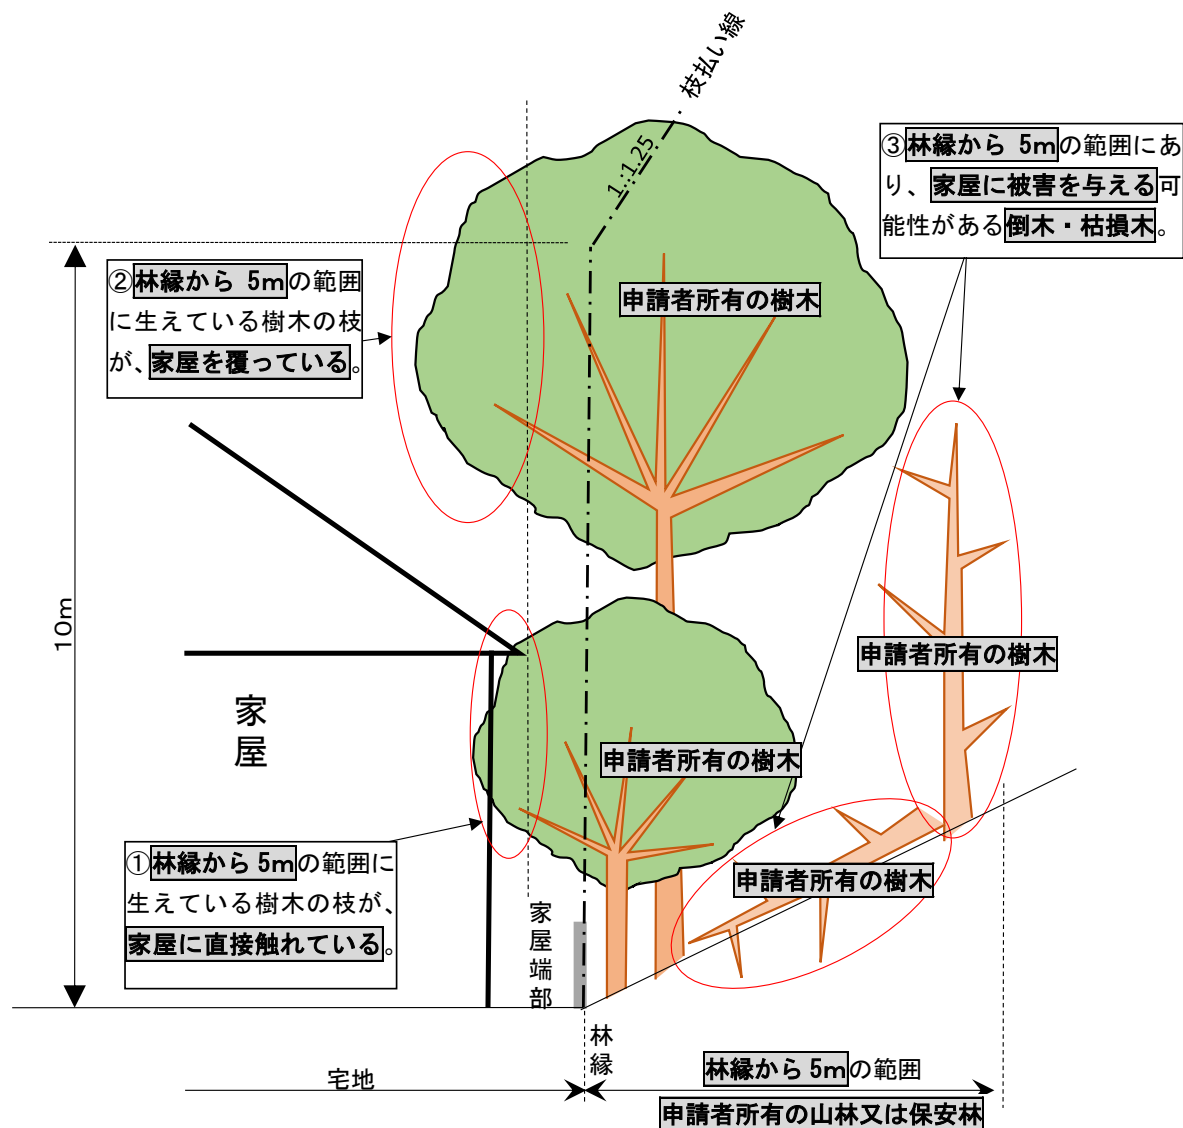 枝払い線
1:1.25
③林縁から 5ｍの範囲にあ
り、家屋に被害を与える可
能性がある倒木・枯損木。
②林縁から 5ｍの範囲
に生えている樹木の枝
が、家屋を覆っている。
申請者所有の樹木
10ｍ
申請者所有の樹木
家屋
申請者所有の樹木
①林縁から 5ｍの範囲に
生えている樹木の枝が、
家屋に直接触れている。
申請者所有の樹木
家屋端部
林縁
宅地
林縁から 5ｍの範囲
申請者所有の山林又は保安林